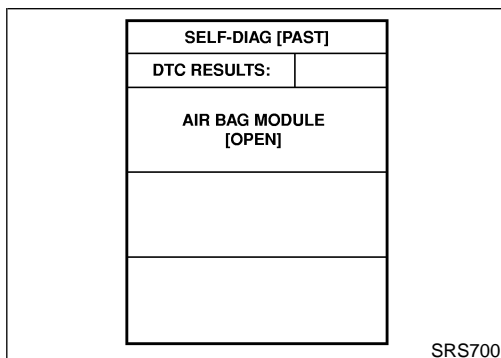 SELF-DIAG [PAST]
DTC RESULTS:
AIR BAG MODULE
[OPEN]
SRS700